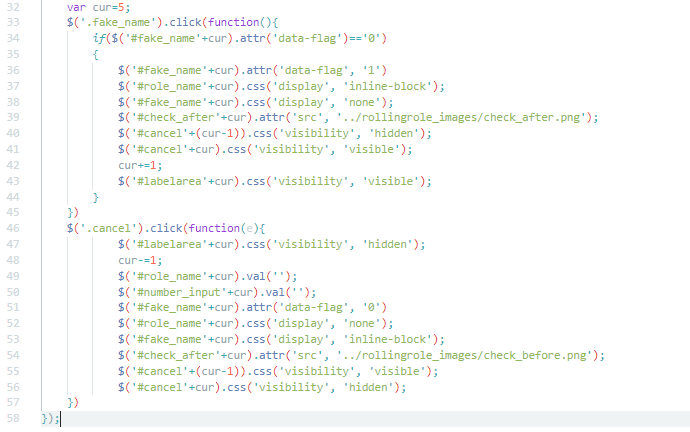 32 var cur=5;
33 $('.fake_name').click(function(){
34 if($('#fake_name'+cur).attr('data-flag')=='0')
35 {
36 $('#fake_name'+cur).attr('data-flag', '1')
37 $('#role_name'+cur).css('display', 'inline-block');
38 $('#fake_name'+cur).css('display', 'none');
39 $('#check_after'+cur).attr('src', '../rollingrole_images/check_after.png');
40 $('#cancel'+(cur-1)).css('visibility', 'hidden');
41 $('#cancel'+cur).css('visibility', 'visible');
42 cur+=1;
43 $('#labelarea'+cur).css('visibility', 'visible');
44 }
45 })
46 $('.cancel').click(function(e){
47 $('#labelarea'+cur).css('visibility', 'hidden');
48 cur-=1;
49 $('#role_name'+cur).val('');
50 $('#number_input'+cur).val('');
51 $('#fake_name'+cur).attr('data-flag', '0')
52 $('#role_name'+cur).css('display', 'none');
53 $('#fake_name'+cur).css('display', 'inline-block');
54 $('#check_after'+cur).attr('src', '../rollingrole_images/check_before.png');
55 $('#cancel'+(cur-1)).css('visibility', 'visible');
56 $('#cancel'+cur).css('visibility', 'hidden');
57 })
58 });